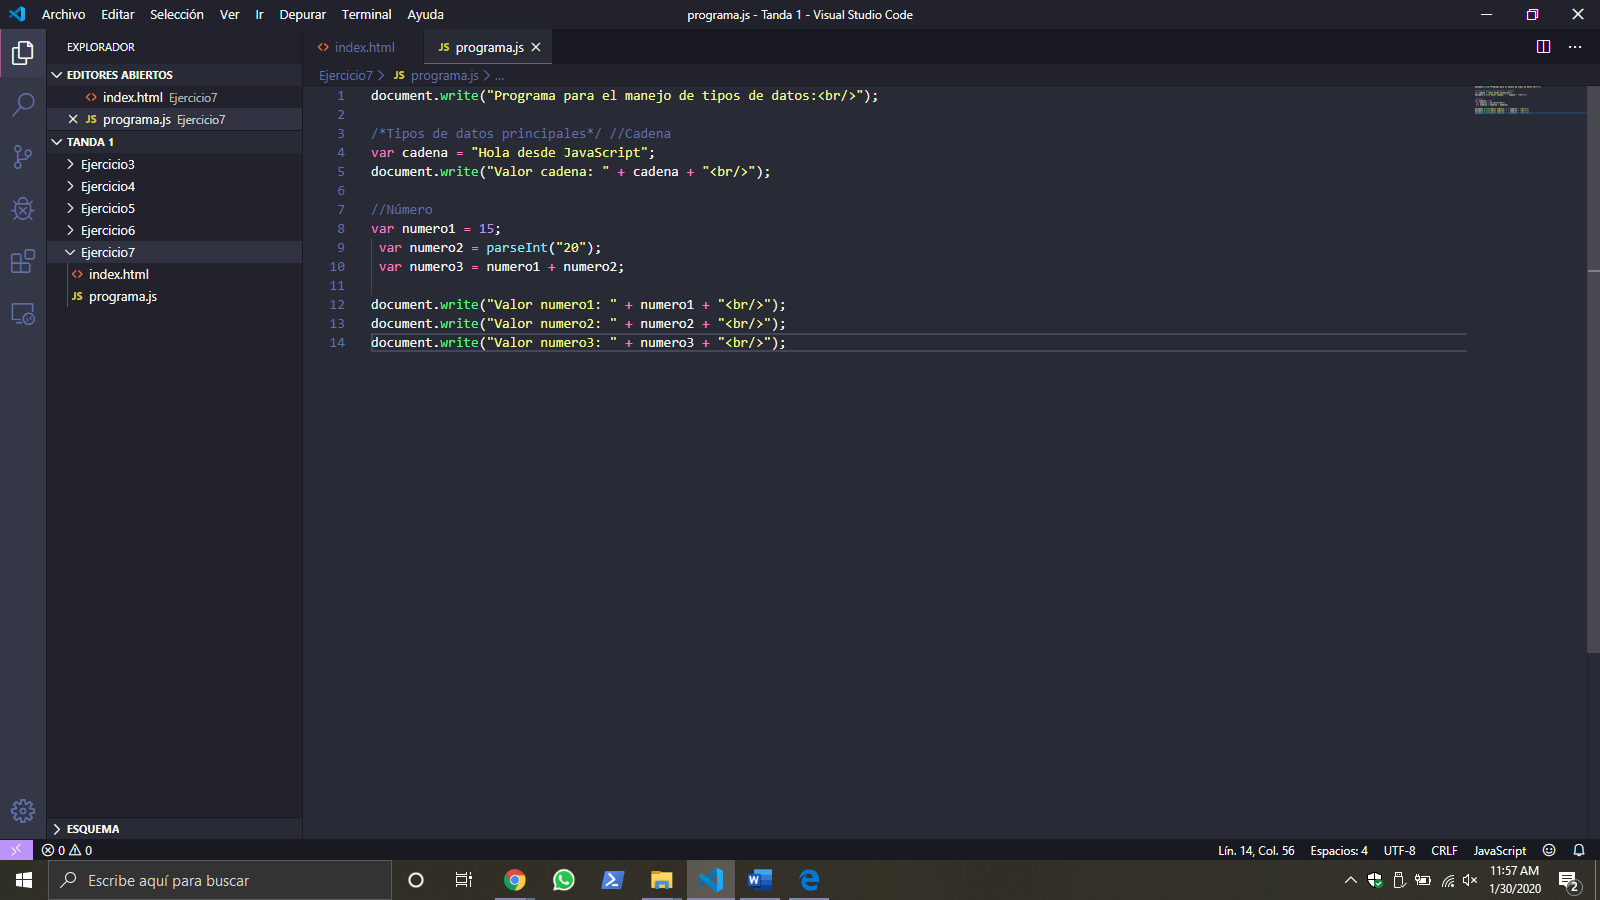 Archivo Editar Selección Ver Ir Depurar Terminal Ayuda
programa.js - Tanda 1 - Visual Studio Code
EXPLORADOR
EDITORES ABIERTOS
index.html Ejercicio7
JS programa.js Ejercicio7
TANDA 1
Ejercicio3
Ejercicio4
Ejercicio5
Ejercicio6
Ejercicio7
index.html
JS programa.js
ESQUEMA
index.html
JS programa.js
Ejercicio7 > JS programa.js > ...
1 document.write("Programa para el manejo de tipos de datos:<br/>");
2
3 /*Tipos de datos principales*/ //Cadena
4 var cadena = "Hola desde JavaScript";
5 document.write("Valor cadena: " + cadena + "<br/>");
6
7 //Número
8 var numero1 = 15;
9 var numero2 = parseInt("20");
10 var numero3 = numero1 + numero2;
11
12 document.write("Valor numero1: " + numero1 + "<br/>");
13 document.write("Valor numero2: " + numero2 + "<br/>");
14 document.write("Valor numero3: " + numero3 + "<br/>");
0 0
Lín. 14, Col. 56 Espacios: 4 UTF-8 CRLF JavaScript
Escribe aquí para buscar
11:57 AM
1/30/2020
2